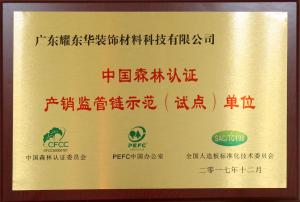 广东耀东华装饰材料科技有限公司
中国森林认证
产销监管链示范（试点）单位
CFCC
PEFC
SAC/TC198
中国森林认证委员会
PEFC中国办公室
全国人造板标准化技术委员会
二〇一七年十二月